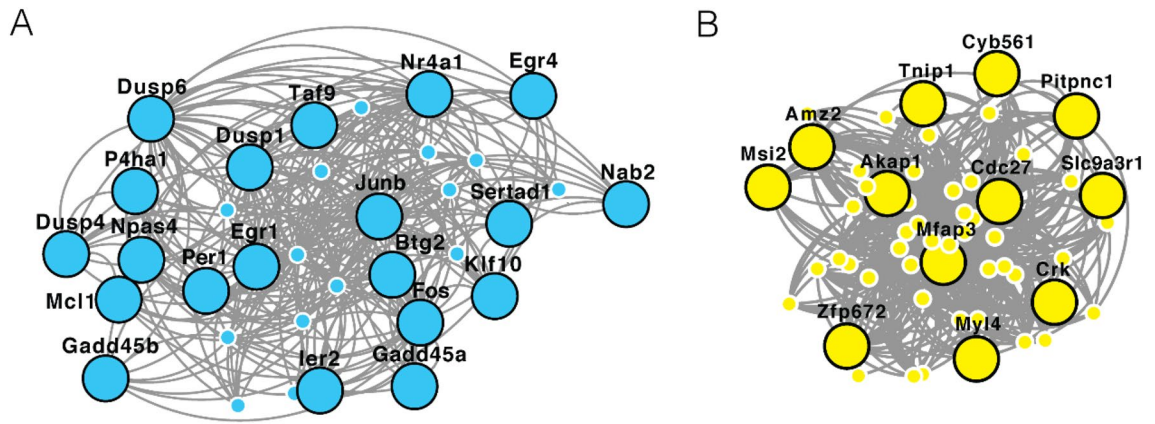 A
Dusp6
Taf9
Nr4a1
Egr4
Dusp1
P4ha1
Junb
Sertad1
Nab2
Dusp4
Npas4
Per1
Egr1
Btg2
Klf10
Mcl1
Fos
Gadd45b
Ier2
Gadd45a
B
Cyb561
Tnip1
Pitpnc1
Amz2
Msi2
Akap1
Cdc27
Slc9a3r1
Mfap3
Crk
Zfp672
Myl4